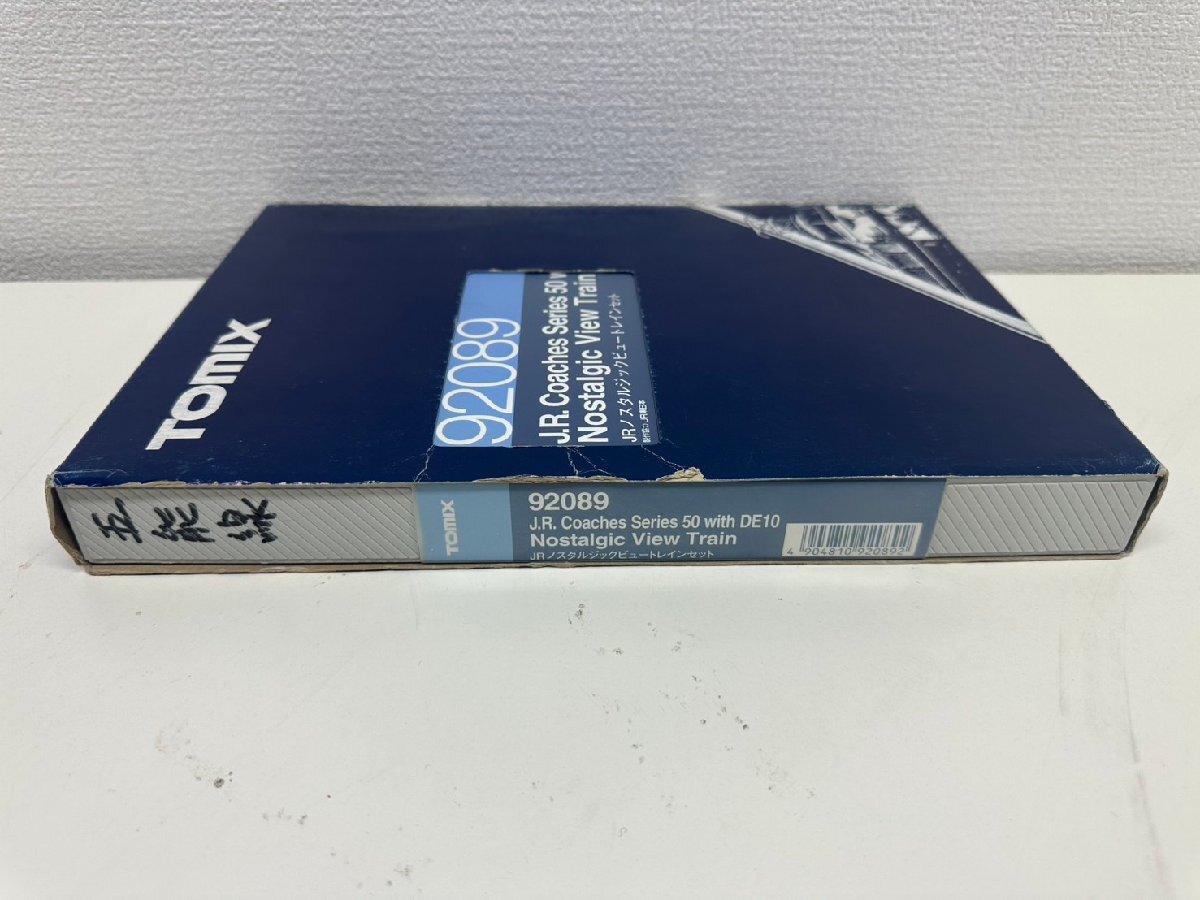 TOMIX
92089
J.R. Coaches Series 50 w
Nostalgic View Train
JRノスタルジックビュートレインセット
五能線
TOMIX
92089
J.R. Coaches Series 50 with DE10
Nostalgic View Train
JRノスタルジックビュートレインセット
4 904810 920892